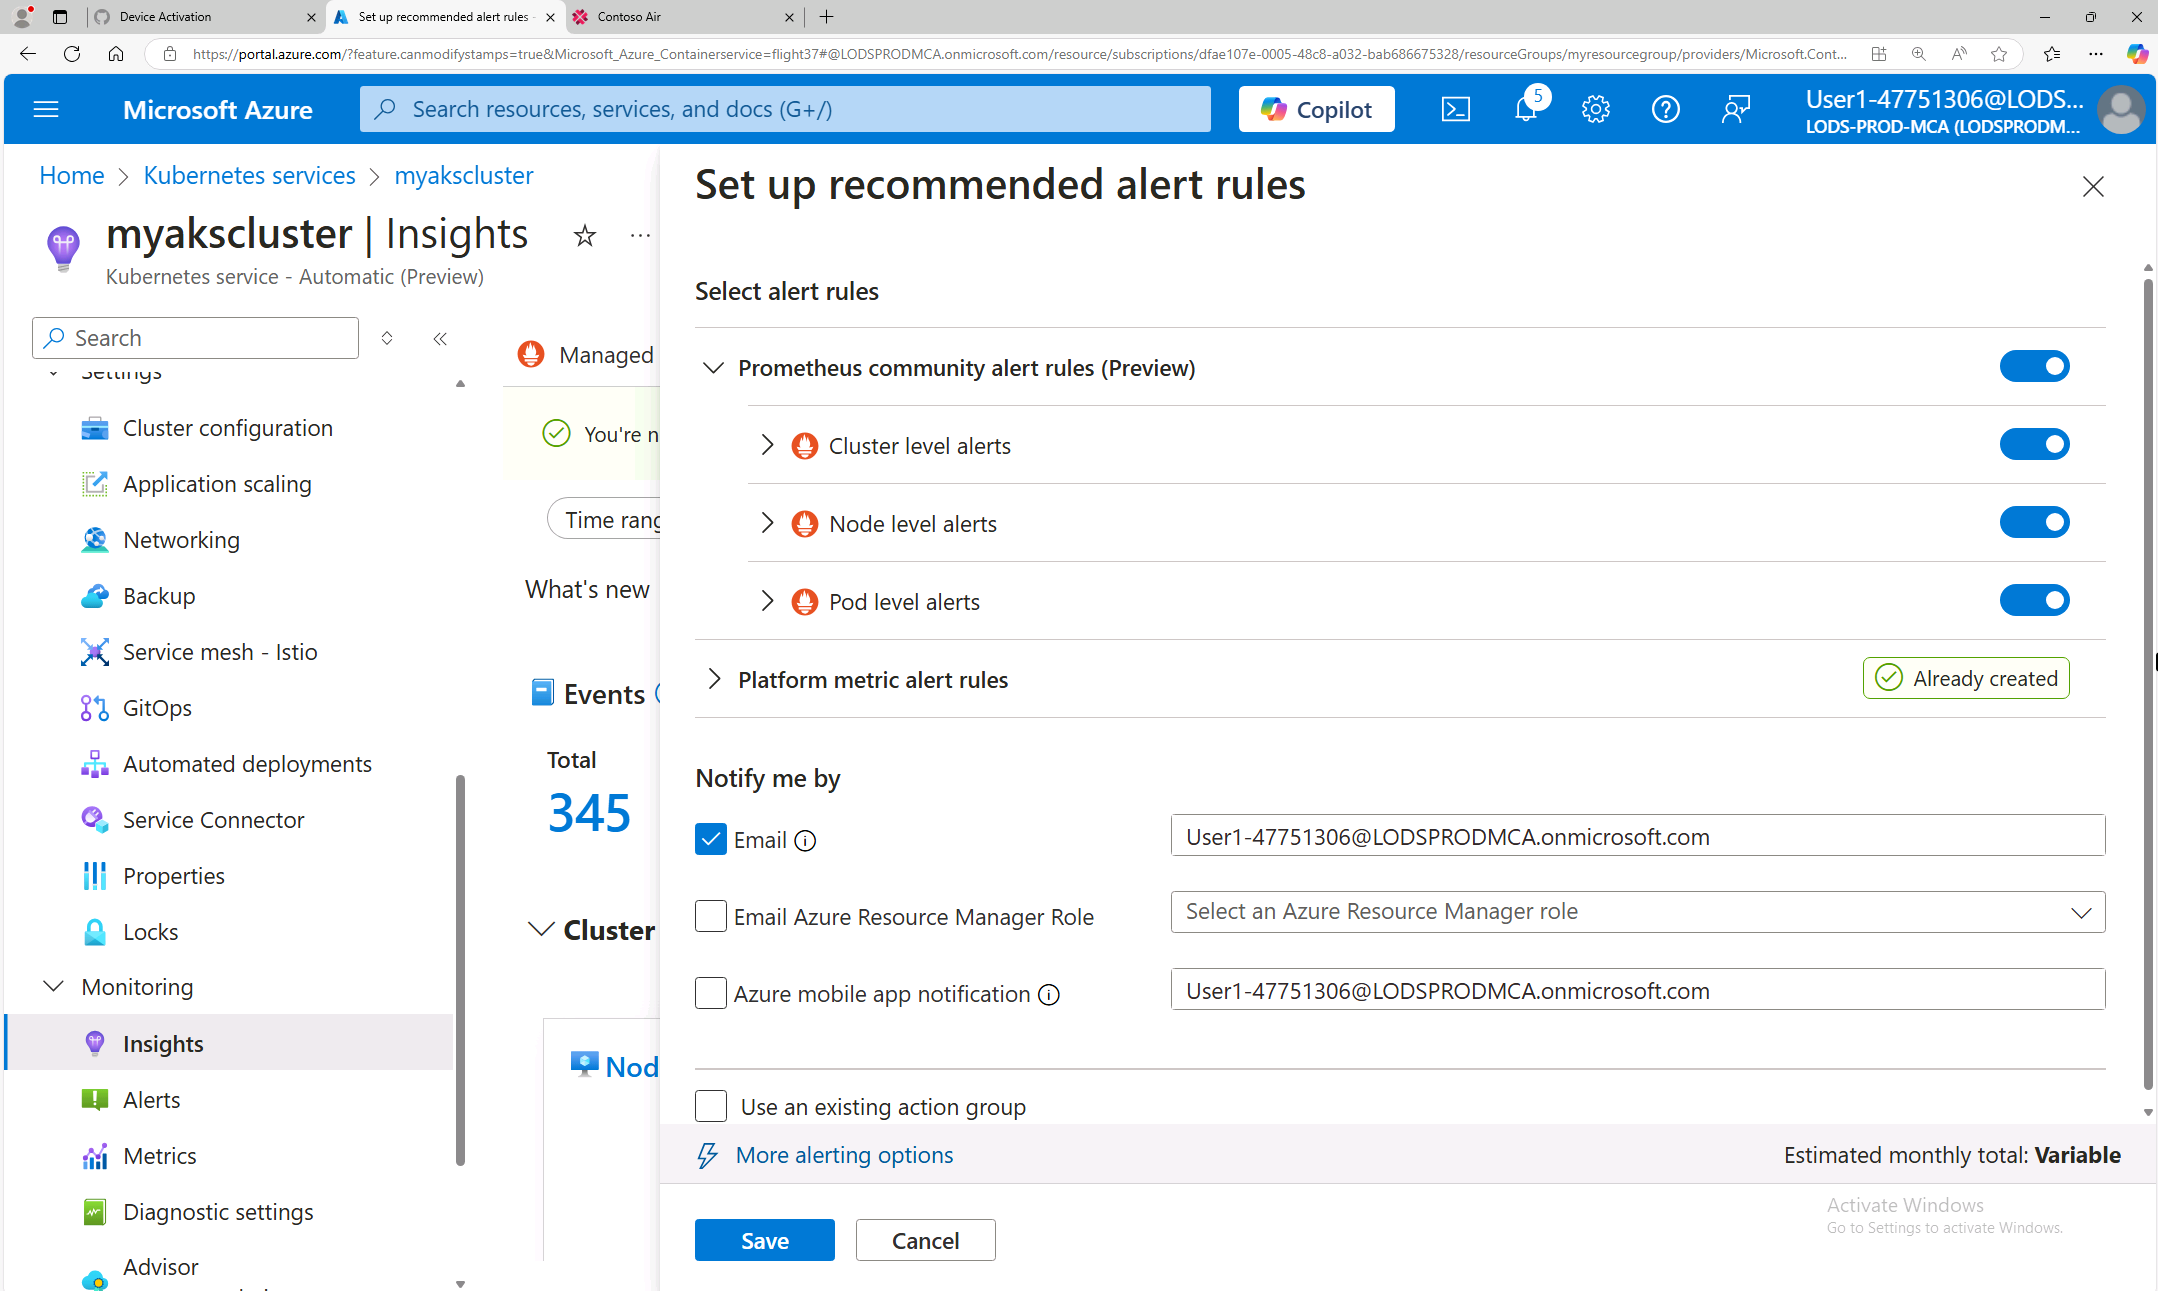 Device Activation
Set up recommended alert rules -
Contoso Air
https://portal.azure.com/?feature.canmodifystamps=true&Microsoft_Azure_Containerservice=flight37#@LODSPRODMCA.onmicrosoft.com/resource/subscriptions/dfae107e-0005-48c8-a032-bab686675328/resourceGroups/myresourcegroup/providers/Microsoft.Cont...
Microsoft Azure
Search resources, services, and docs (G+/)
Copilot
5
User1-47751306@LODS...
LODS-PROD-MCA (LODSPRODM...
Home > Kubernetes services > myakscluster
myakscluster | Insights
Kubernetes service - Automatic (Preview)
Search
Settings
Cluster configuration
Application scaling
Networking
Backup
Service mesh - Istio
GitOps
Automated deployments
Service Connector
Properties
Locks
Monitoring
Insights
Alerts
Metrics
Diagnostic settings
Advisor
Managed
You're n
Time rang
What's new
Events
Total
345
Cluster
Nod
Set up recommended alert rules
Select alert rules
Prometheus community alert rules (Preview)
Cluster level alerts
Node level alerts
Pod level alerts
Platform metric alert rules
Already created
Notify me by
Email
User1-47751306@LODSPRODMCA.onmicrosoft.com
Email Azure Resource Manager Role
Select an Azure Resource Manager role
Azure mobile app notification
User1-47751306@LODSPRODMCA.onmicrosoft.com
Use an existing action group
More alerting options
Estimated monthly total: Variable
Activate Windows
Go to Settings to activate Windows.
Save
Cancel